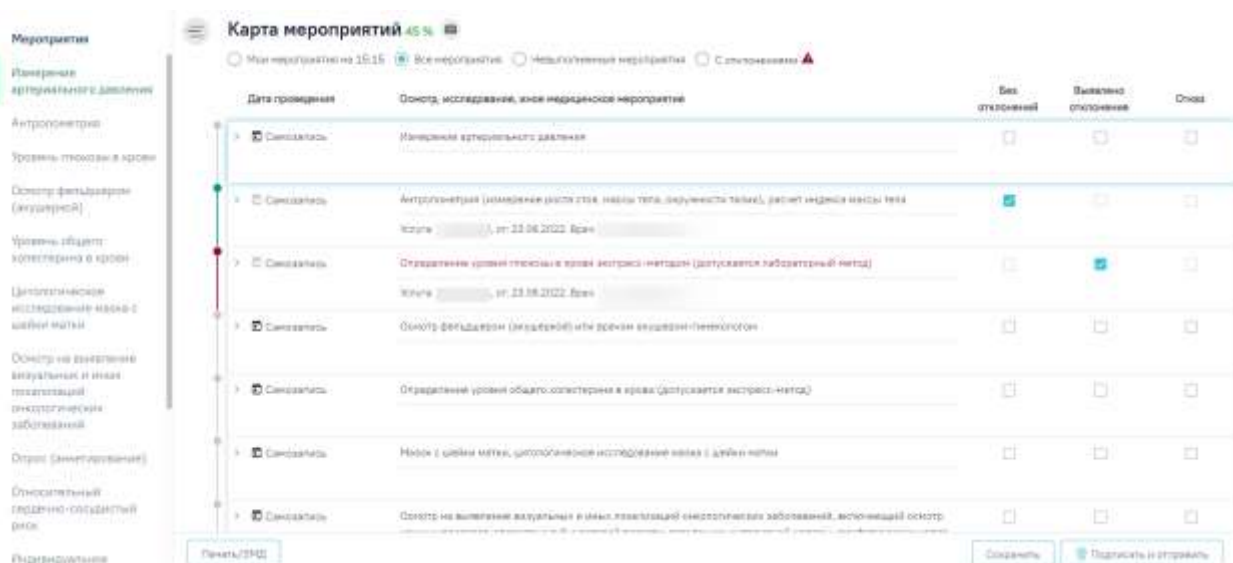 Мероприятия
Измерение
артериального давления
Антропометрия
Уровень глюкозы в крови
Осмотр фельдшером
(акушеркой)
Уровень общего
холестерина в крови
Цитологическое
исследование мазка с
шейки матки
Осмотр на выявление
визуальных и иных
локализаций
онкологических
заболеваний
Опрос (анкетирование)
Относительный
сердечно-сосудистый
риск
Индивидуальное
Карта мероприятий 45 %
Мои мероприятия на 15.15 Все мероприятия Невыполненные мероприятия С отклонениями
Дата проведения Осмотр, исследование, иное медицинское мероприятие Без отклонений Выявлено отклонение Отказ
Самозапись Измерение артериального давления
Самозапись Антропометрия (измерение роста стоя, массы тела, окружности талии), расчет индекса массы тела
Услуга , от 23.06.2022 Врач
Самозапись Определение уровня глюкозы в крови экспресс-методом (допускается лабораторный метод)
Услуга , от 23.06.2022 Врач
Самозапись Осмотр фельдшером (акушеркой) или врачом акушером-гинекологом
Самозапись Определение уровня общего холестерина в крови (допускается экспресс-метод)
Самозапись Мазок с шейки матки, цитологическое исследование мазка с шейки матки
Самозапись Осмотр на выявление визуальных и иных локализаций онкологических заболеваний, включающий осмотр
Печать/ЭМД Сохранить Подписать и отправить